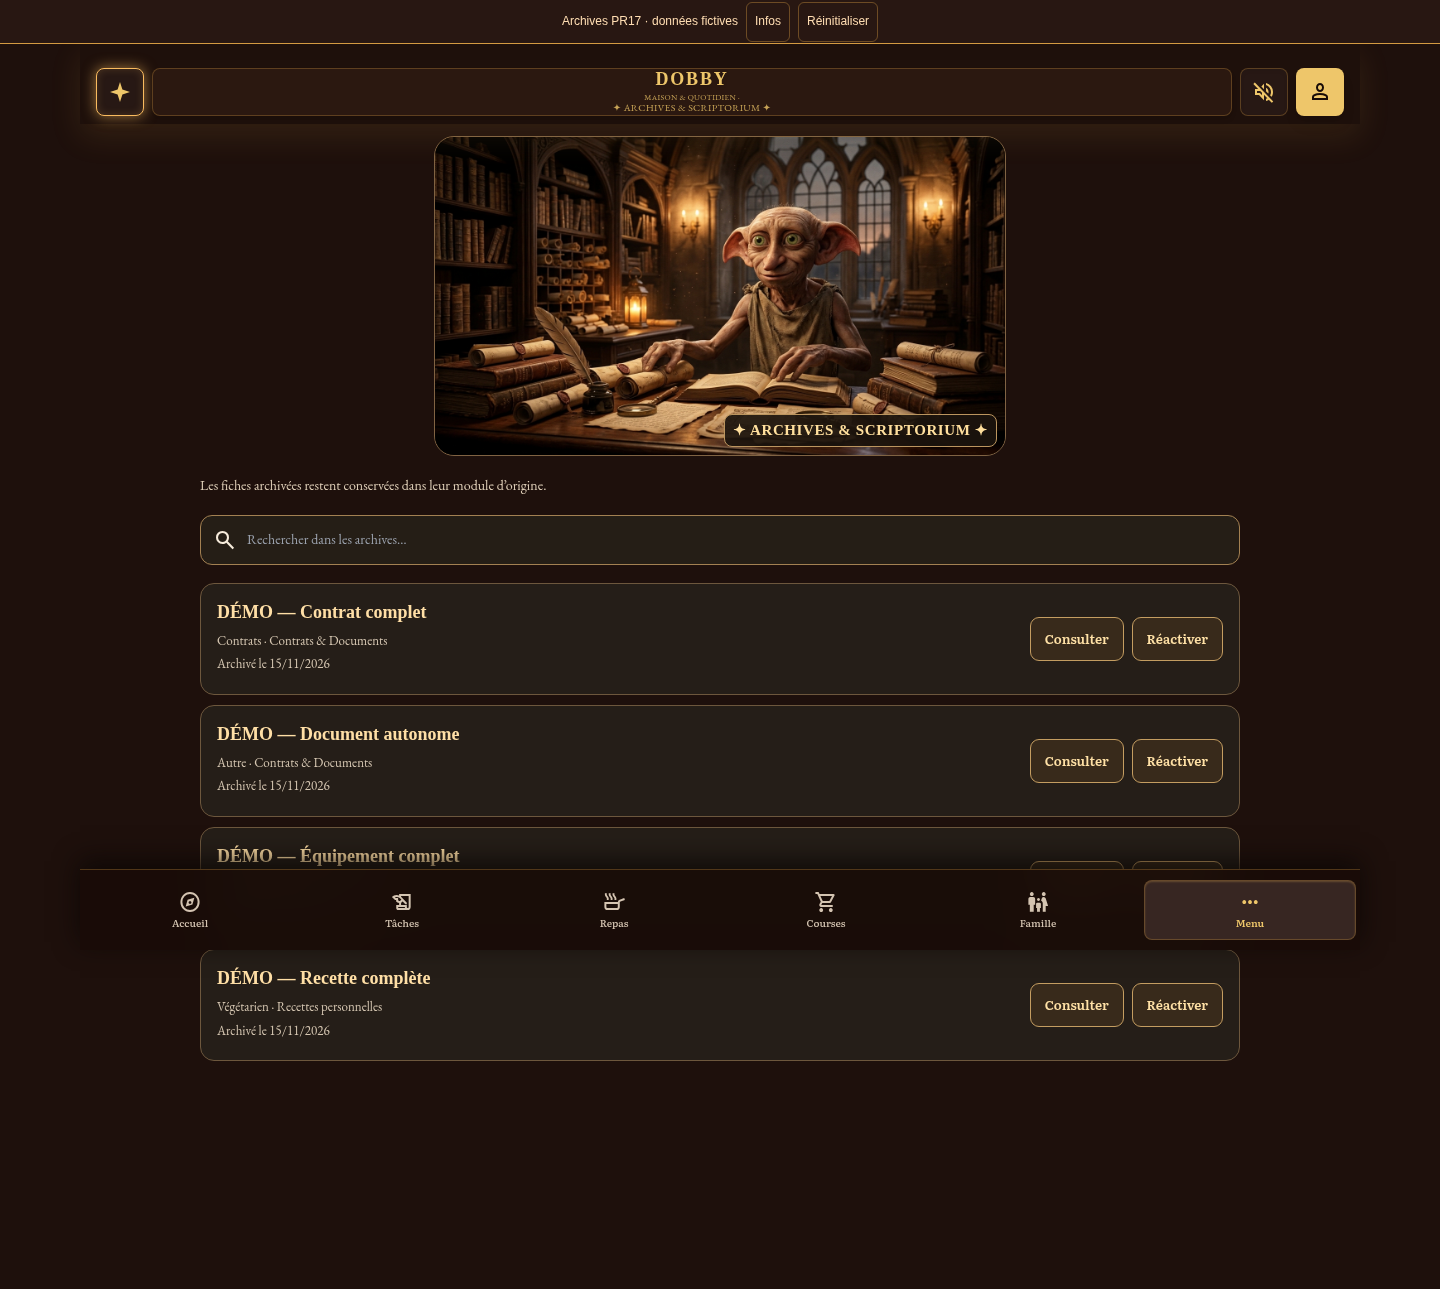 Archives PR17 · données fictives Infos Réinitialiser
DOBBY
MAISON & QUOTIDIEN ·
✦ ARCHIVES & SCRIPTORIUM ✦
✦ ARCHIVES & SCRIPTORIUM ✦
Les fiches archivées restent conservées dans leur module d’origine.
Rechercher dans les archives…
DÉMO — Contrat complet
Contrats · Contrats & Documents
Archivé le 15/11/2026
Consulter Réactiver
DÉMO — Document autonome
Autre · Contrats & Documents
Archivé le 15/11/2026
Consulter Réactiver
DÉMO — Équipement complet
Accueil Tâches Repas Courses Famille Menu
DÉMO — Recette complète
Végétarien · Recettes personnelles
Archivé le 15/11/2026
Consulter Réactiver